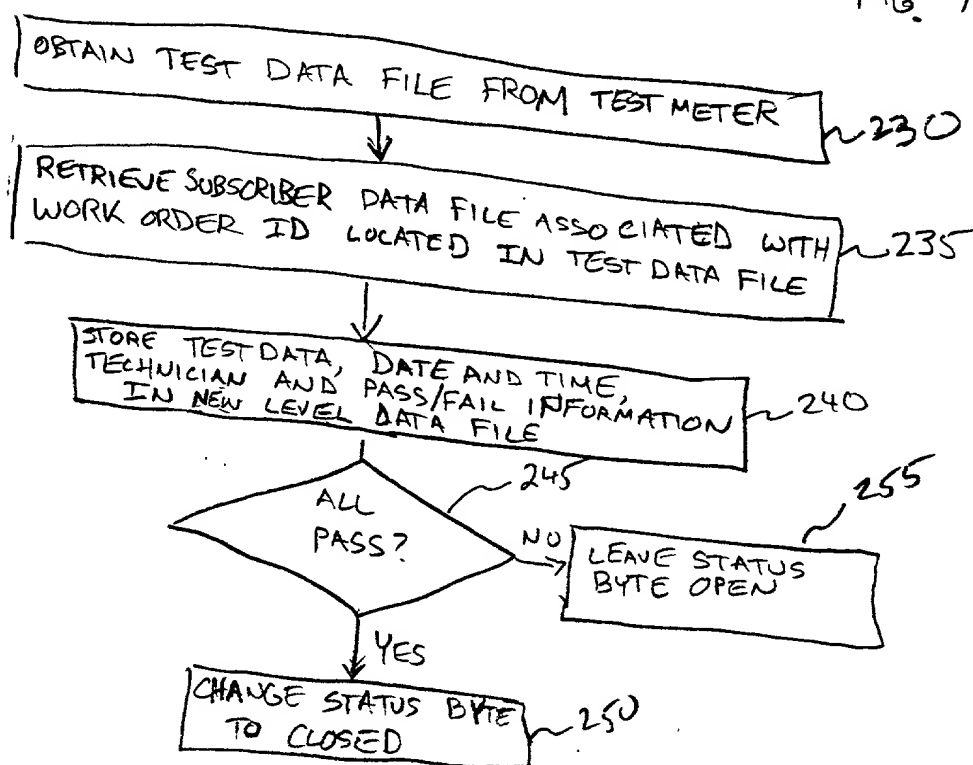 FIG.
OBTAIN TEST DATA FILE FROM TEST METER
230
RETRIEVE SUBSCRIBER DATA FILE ASSOCIATED WITH
WORK ORDER ID LOCATED IN TEST DATA FILE
235
STORE TEST DATA, DATE AND TIME,
TECHNICIAN AND PASS/FAIL INFORMATION
IN NEW LEVEL DATA FILE
240
245
ALL
PASS?
NO
255
LEAVE STATUS
BYTE OPEN
YES
CHANGE STATUS BYTE
TO CLOSED
250